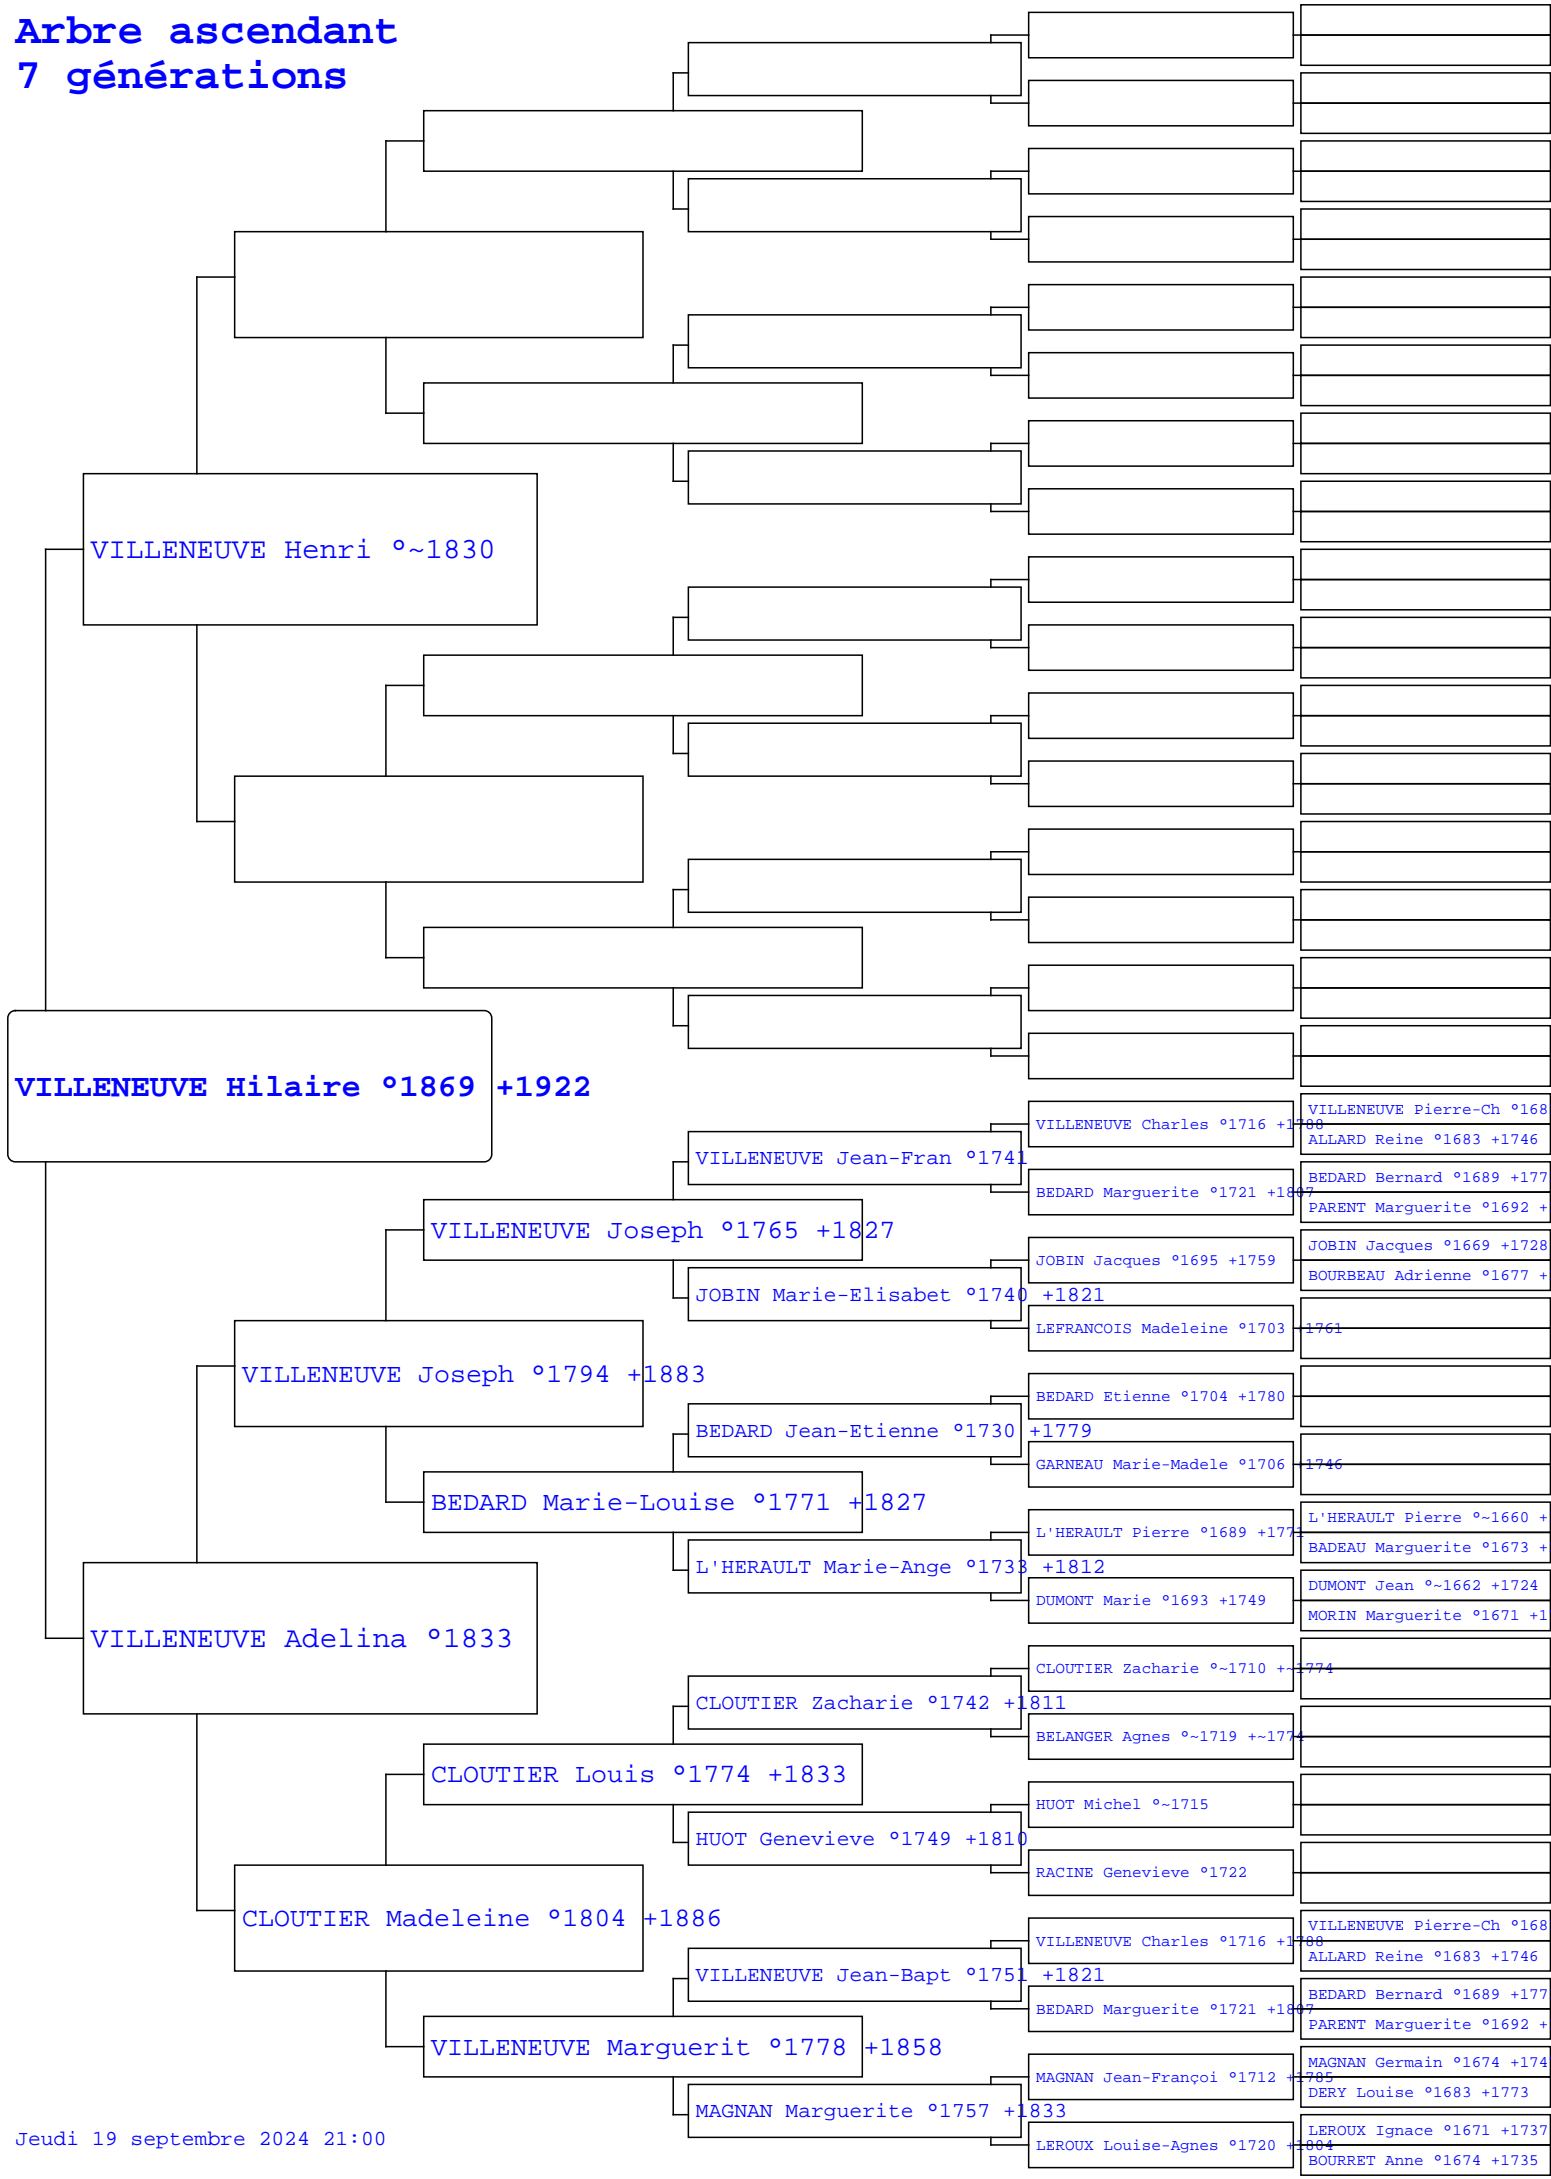 Arbre ascendant
7 générations
VILLENEUVE Henri °~1830
VILLENEUVE Hilaire °1869 +1922
VILLENEUVE Pierre-Ch °168
VILLENEUVE Charles °1716 +1788
ALLARD Reine °1683 +1746
VILLENEUVE Jean-Fran °1741
BEDARD Bernard °1689 +177
BEDARD Marguerite °1721 +1807
PARENT Marguerite °1692 +
VILLENEUVE Joseph °1765 +1827
JOBIN Jacques °1669 +1728
JOBIN Jacques °1695 +1759
BOURBEAU Adrienne °1677 +
JOBIN Marie-Elisabet °1740 +1821
LEFRANCOIS Madeleine °1703 +1761
VILLENEUVE Joseph °1794 +1883
BEDARD Etienne °1704 +1780
BEDARD Jean-Etienne °1730 +1779
GARNEAU Marie-Madele °1706 +1746
BEDARD Marie-Louise °1771 +1827
L'HERAULT Pierre °~1660 +
L'HERAULT Pierre °1689 +1771
BADEAU Marguerite °1673 +
L'HERAULT Marie-Ange °1733 +1812
DUMONT Jean °~1662 +1724
DUMONT Marie °1693 +1749
MORIN Marguerite °1671 +1
VILLENEUVE Adelina °1833
CLOUTIER Zacharie °~1710 +~1774
CLOUTIER Zacharie °1742 +1811
BELANGER Agnes °~1719 +~1774
CLOUTIER Louis °1774 +1833
HUOT Michel °~1715
HUOT Genevieve °1749 +1810
RACINE Genevieve °1722
CLOUTIER Madeleine °1804 +1886
VILLENEUVE Pierre-Ch °168
VILLENEUVE Charles °1716 +1788
ALLARD Reine °1683 +1746
VILLENEUVE Jean-Bapt °1751 +1821
BEDARD Bernard °1689 +177
BEDARD Marguerite °1721 +1807
PARENT Marguerite °1692 +
VILLENEUVE Marguerit °1778 +1858
MAGNAN Germain °1674 +174
MAGNAN Jean-Françoi °1712 +1785
DERY Louise °1683 +1773
MAGNAN Marguerite °1757 +1833
LEROUX Ignace °1671 +1737
LEROUX Louise-Agnes °1720 +1804
BOURRET Anne °1674 +1735
Jeudi 19 septembre 2024 21:00